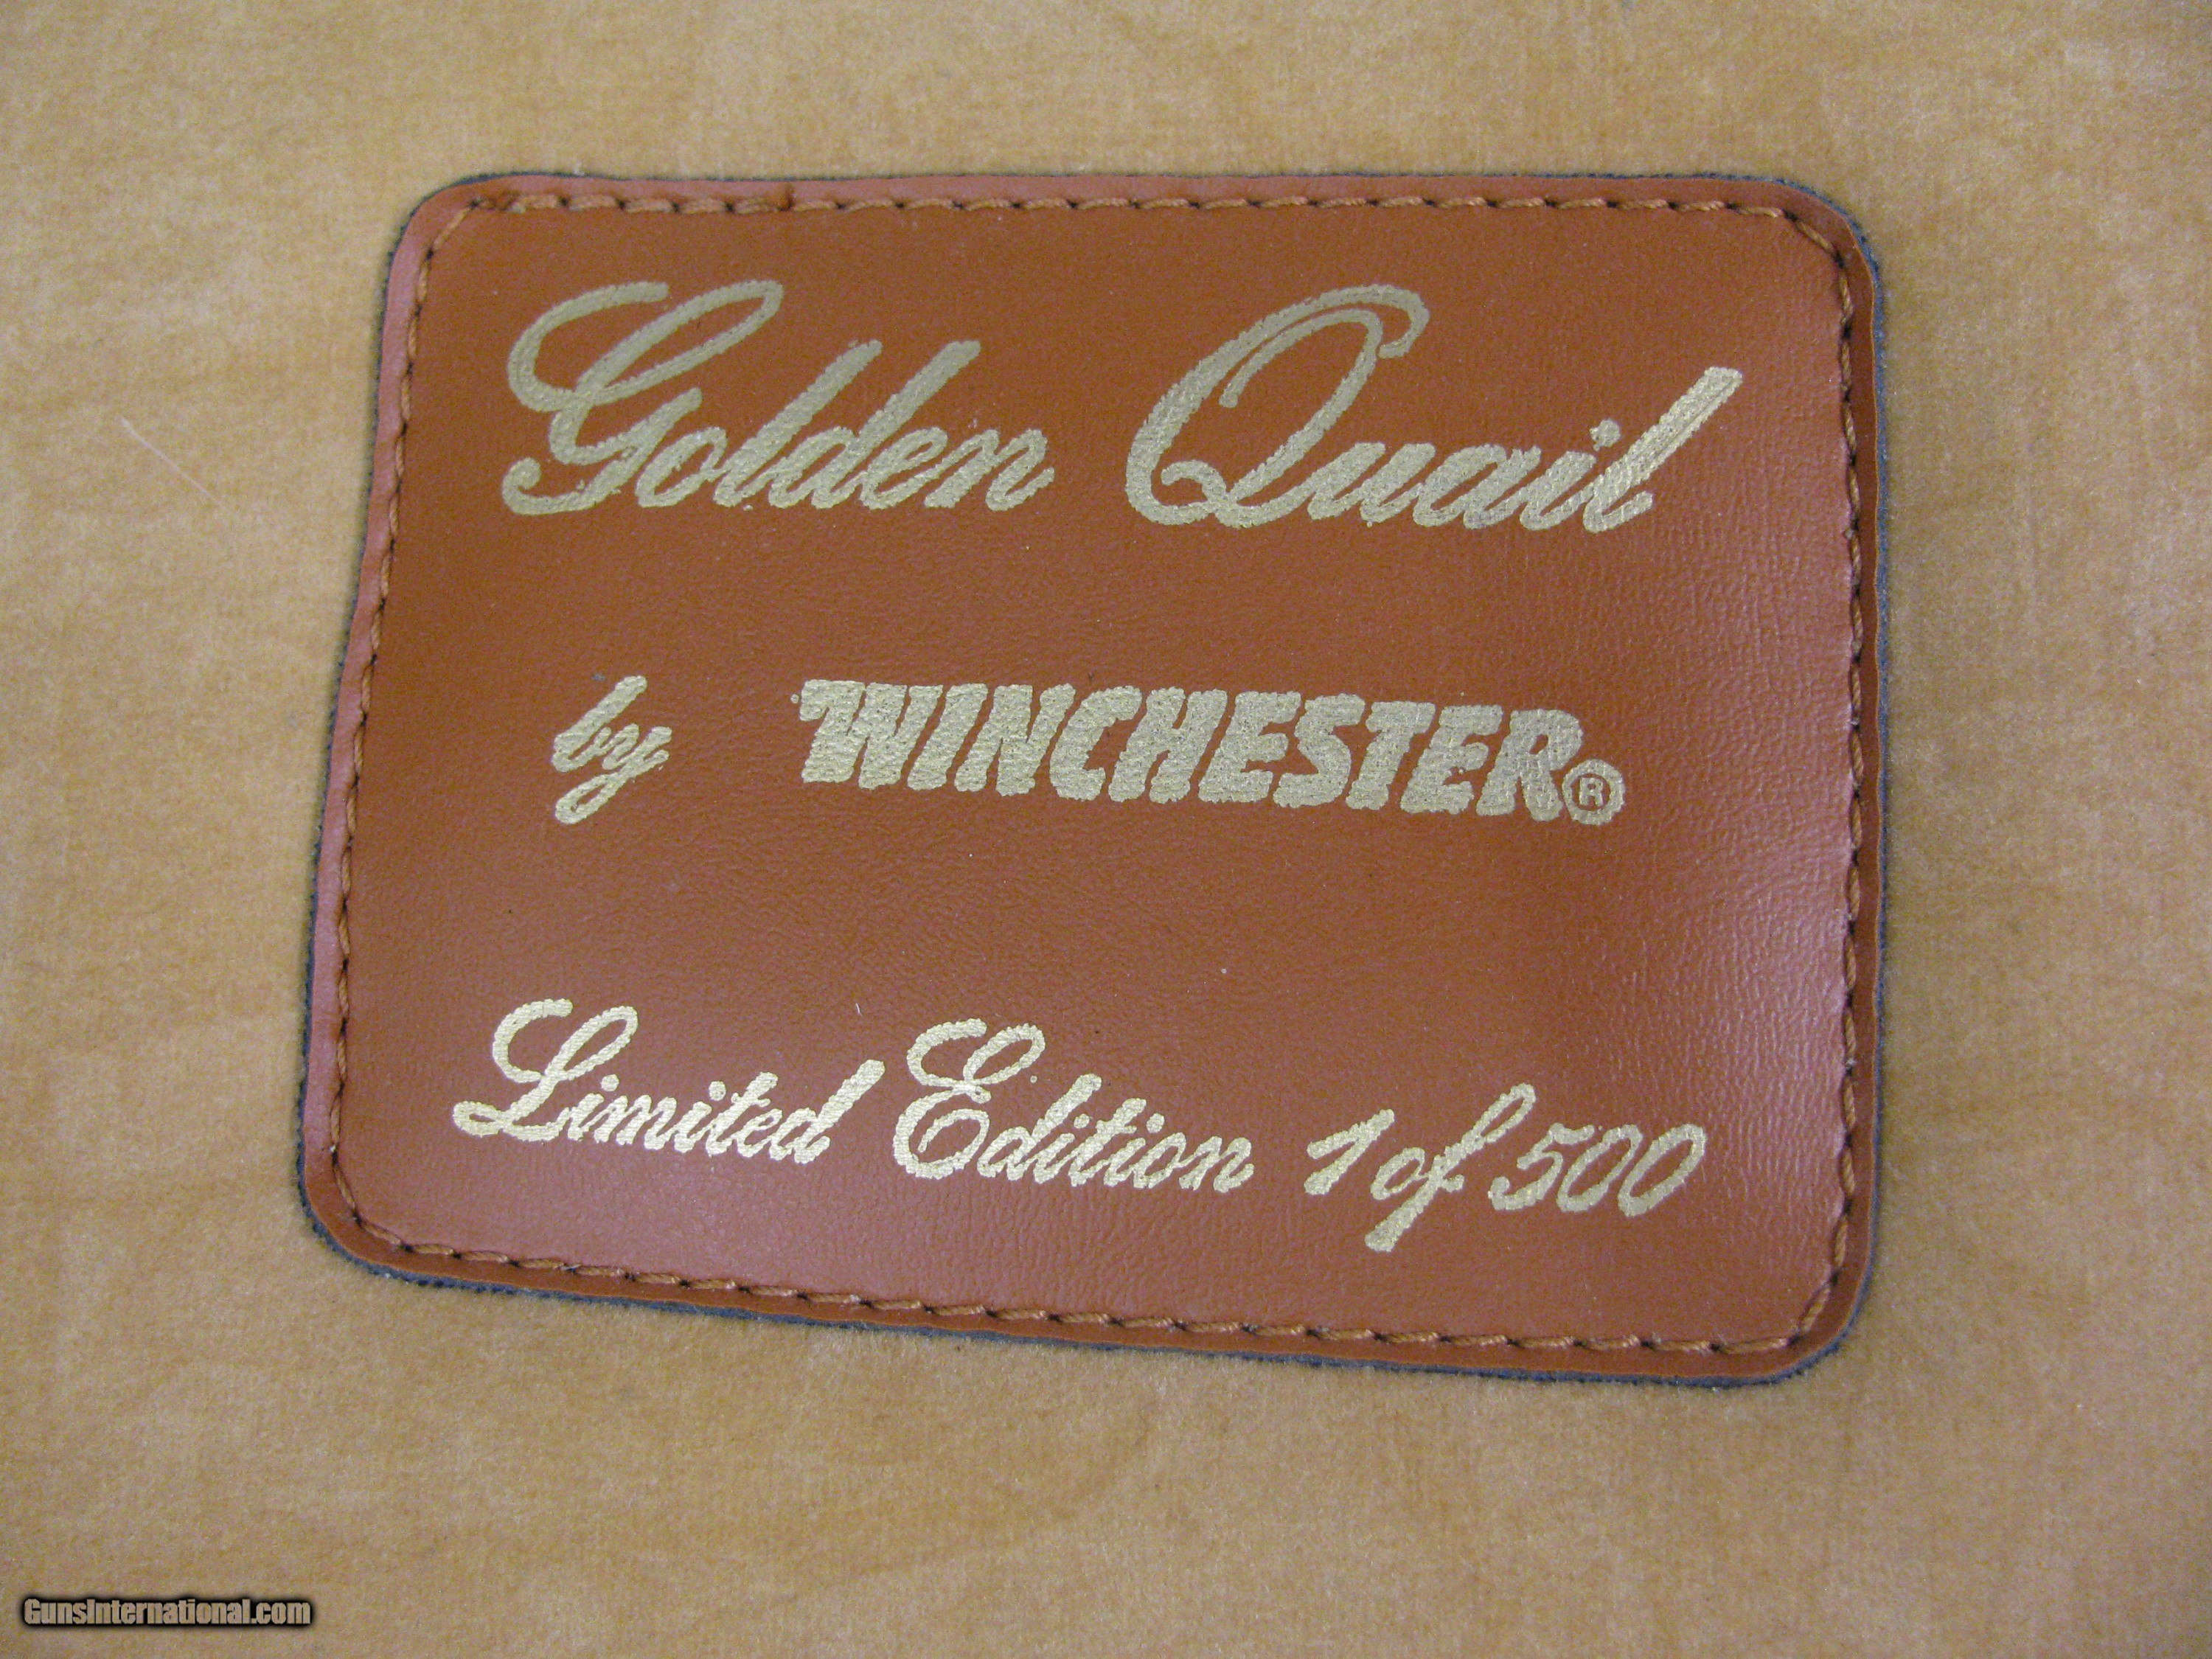 Golden Quail
by WINCHESTER®
Limited Edition 1 of 500
GunsInternational.com